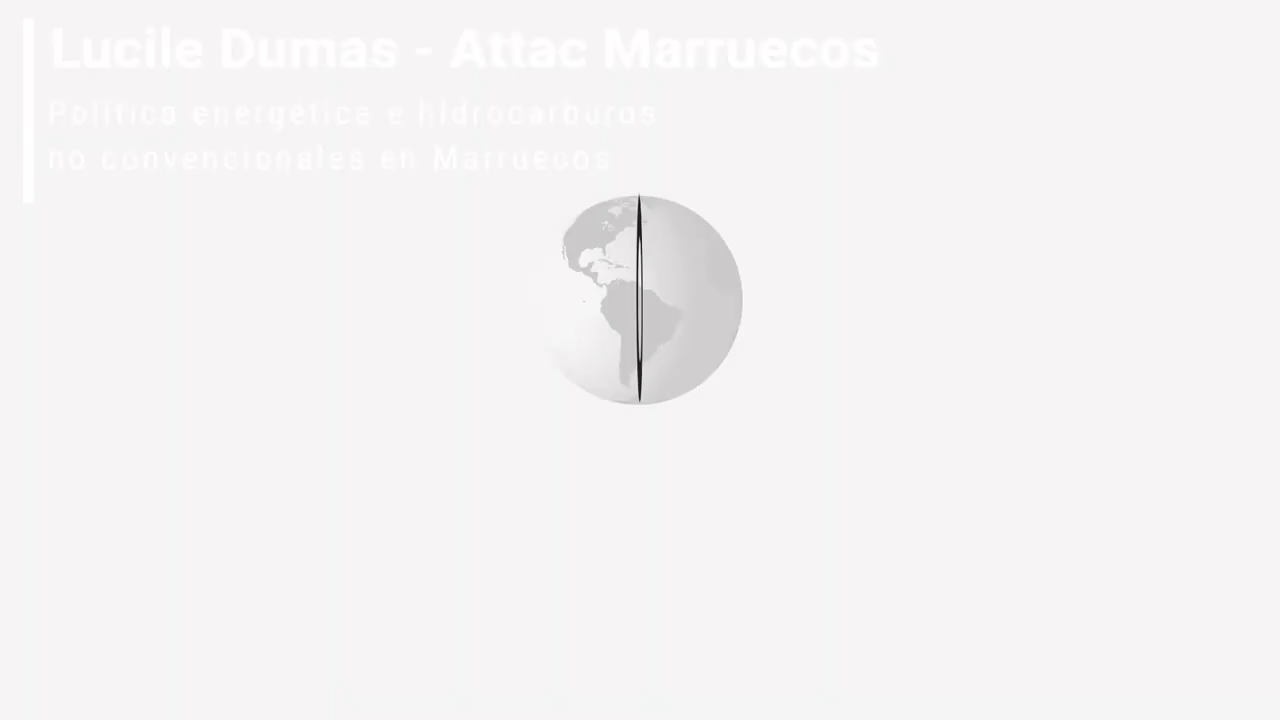 Lucile Dumas - Attac Marruecos
Política energética e hidrocarburos
no convencionales en Marruecos